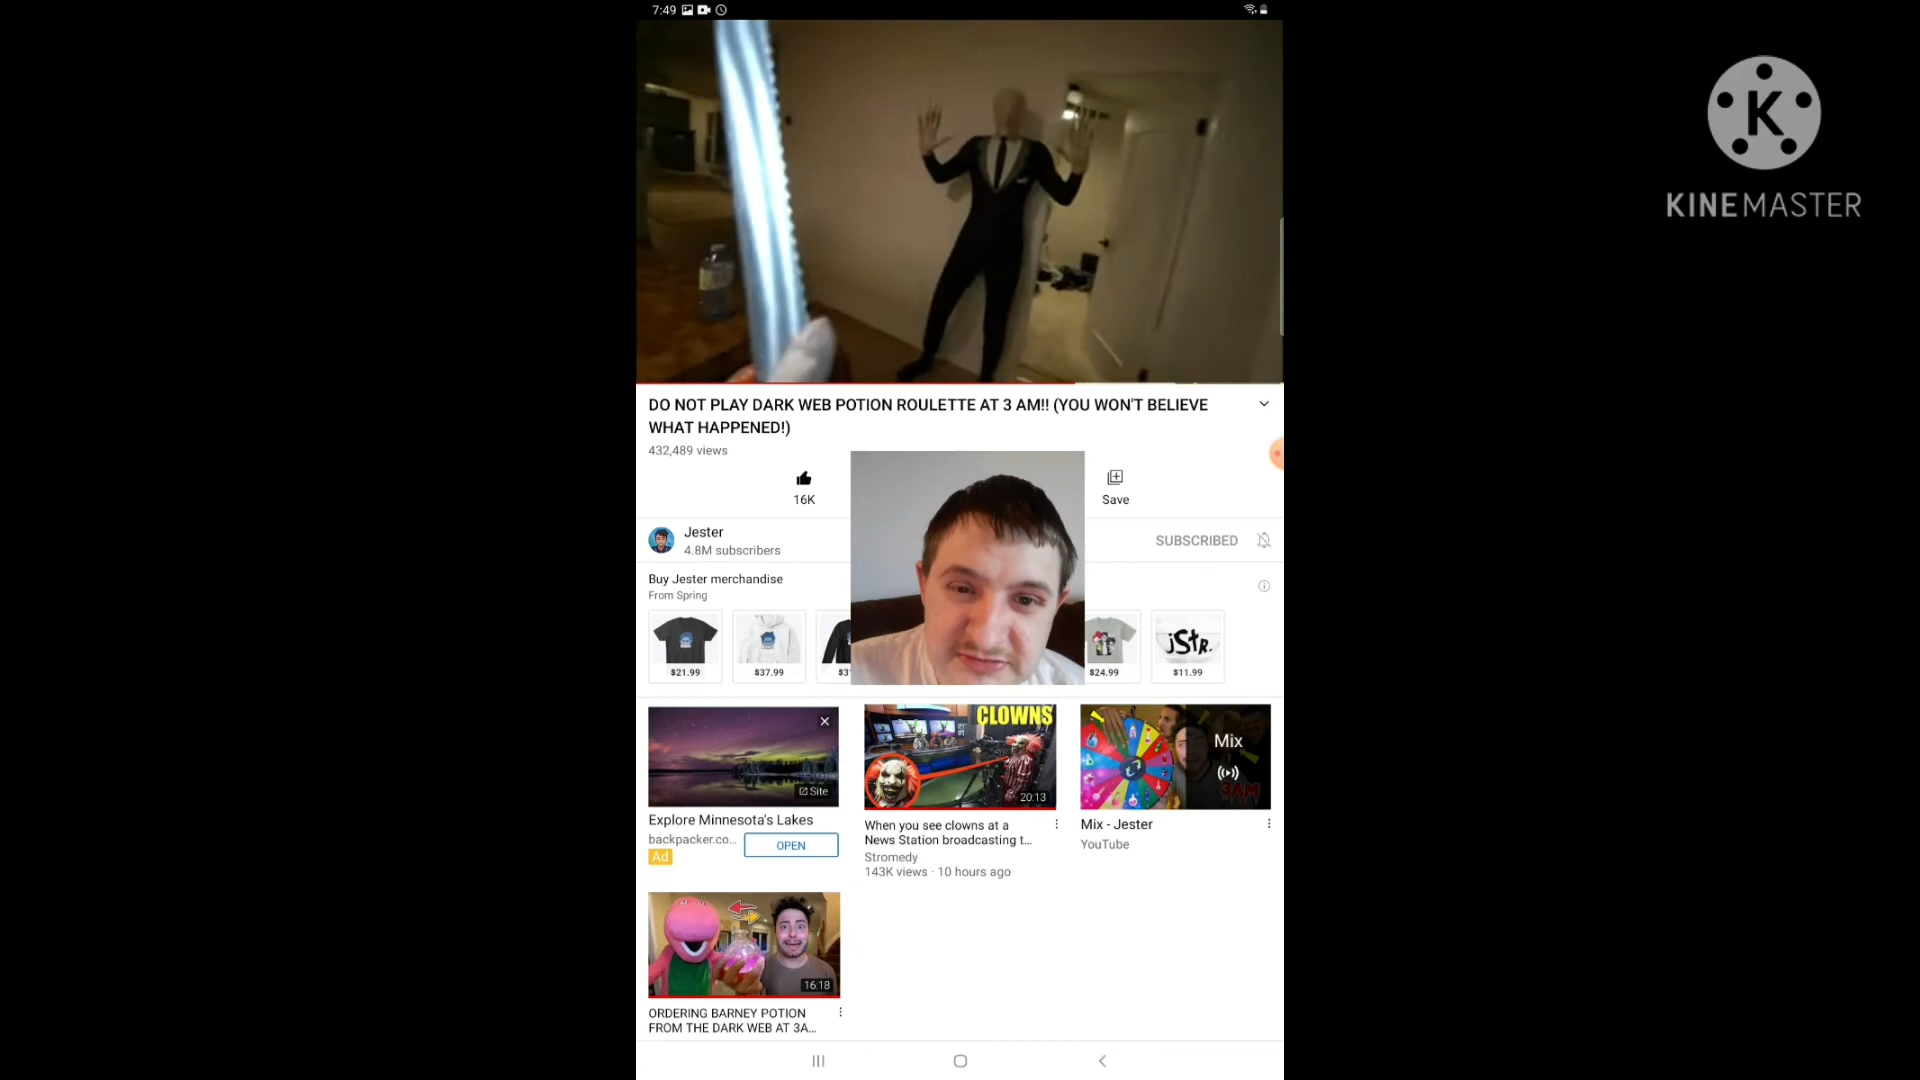 7:49
KINEMASTER
DO NOT PLAY DARK WEB POTION ROULETTE AT 3 AM!! (YOU WON'T BELIEVE
WHAT HAPPENED!)
432,489 views
16K
Save
Jester
4.8M subscribers
SUBSCRIBED
Buy Jester merchandise
From Spring
$21.99
$37.99
$3
$24.99
jStR.
$11.99
Site
CLOWNS
20:13
Mix
3AM
Explore Minnesota's Lakes
backpacker.co...
OPEN
Ad
When you see clowns at a
News Station broadcasting t...
Stromedy
143K views · 10 hours ago
Mix - Jester
YouTube
16:18
ORDERING BARNEY POTION
FROM THE DARK WEB AT 3A...